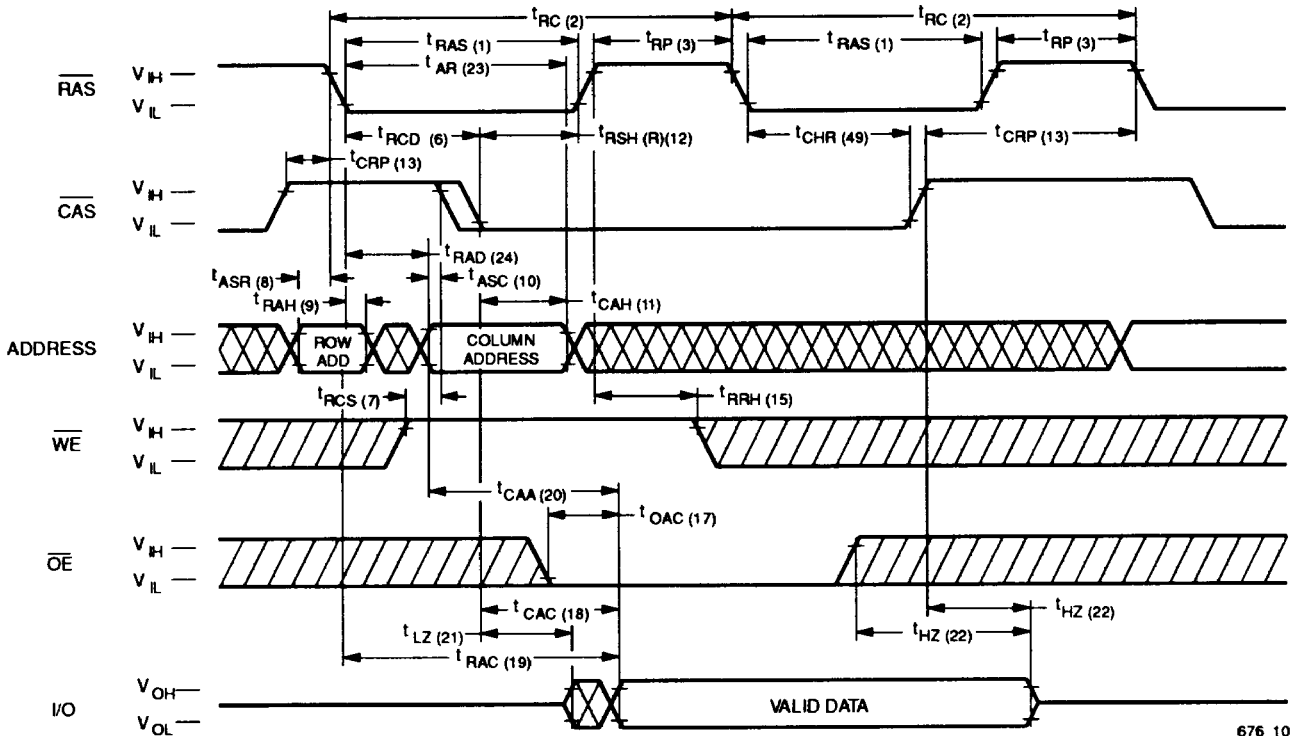 tRC (2) tRC (2)
tRAS (1) tRP (3) tRAS (1) tRP (3)
tAR (23)
RAS VIH
VIL
tRCD (6) tRSH (R)(12) tCHR (49) tCRP (13)
tCRP (13)
CAS VIH
VIL
tRAD (24)
tASR (8) tASC (10)
tRAH (9) tCAH (11)
ADDRESS VIH
VIL
ROW ADD
COLUMN ADDRESS
tRCS (7) tRRH (15)
WE VIH
VIL
tCAA (20)
tOAC (17)
OE VIH
VIL
tCAC (18) tHZ (22)
tLZ (21) tHZ (22)
tRAC (19)
I/O VOH
VOL
VALID DATA
676 10